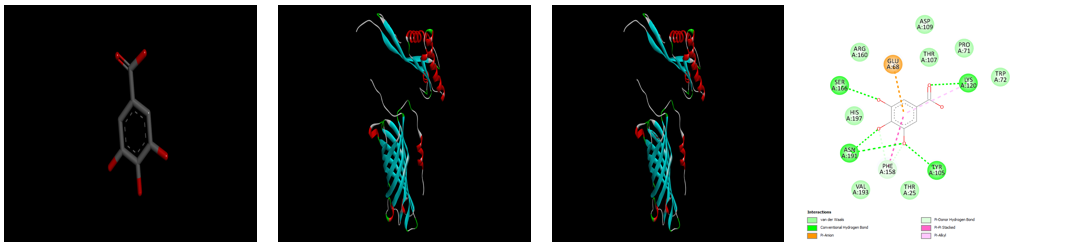 ASP
A:109
ARG
A:160
THR
A:107
PRO
A:71
GLU
A:68
TRP
A:72
LYS
A:120
SER
A:166
HIS
A:197
ASN
A:191
PHE
A:158
TYR
A:105
VAL
A:193
THR
A:25
Interactions
van der Waals
Conventional Hydrogen Bond
Pi-Anion
Pi-Donor Hydrogen Bond
Pi-Pi Stacked
Pi-Alkyl